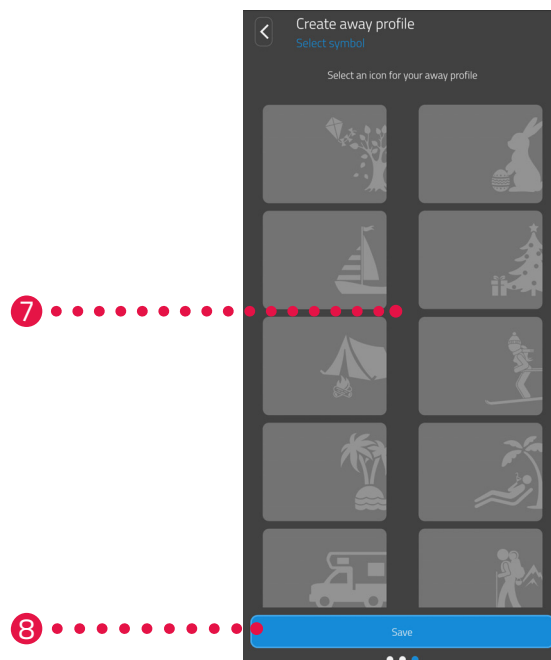 Create away profile
Select symbol
Select an icon for your away profile
7
8
Save